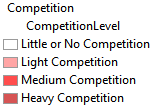 Competition
CompetitionLevel
Little or No Competition
Light Competition
Medium Competition
Heavy Competition